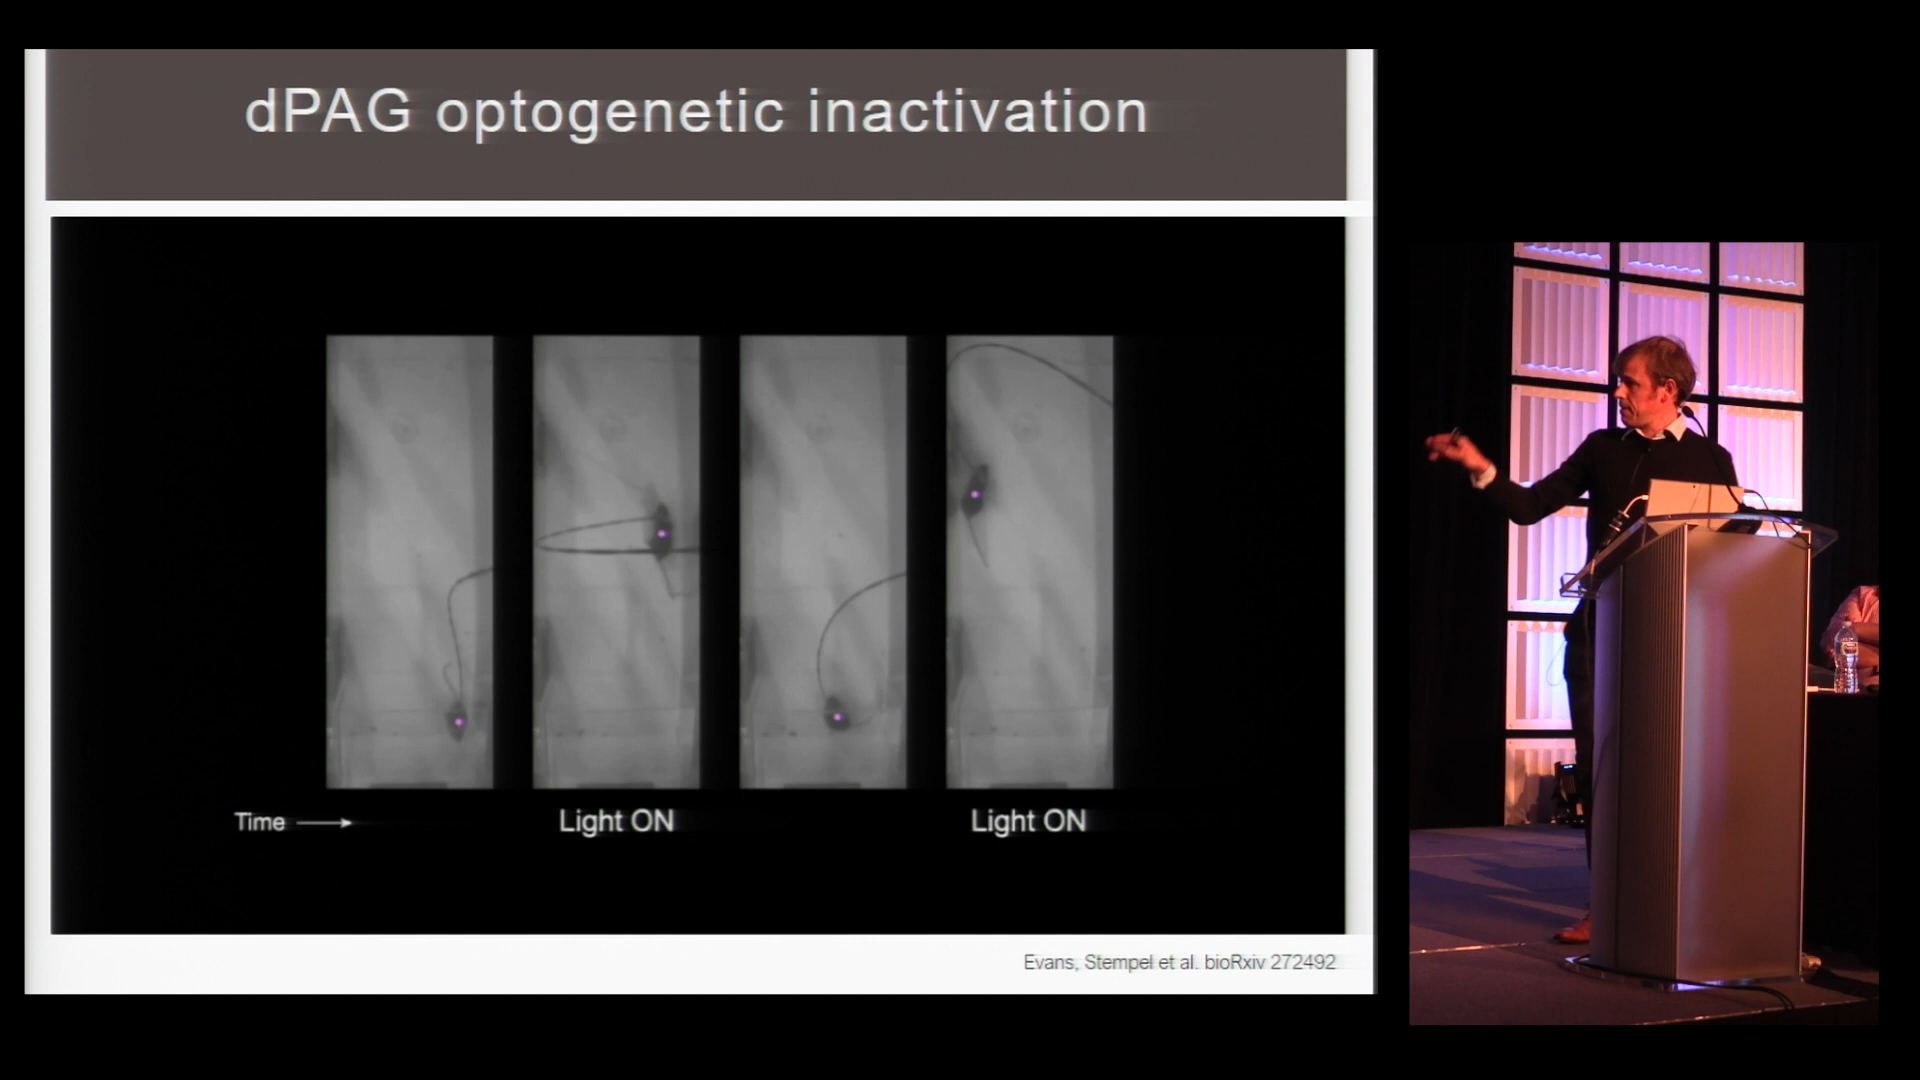 dPAG optogenetic inactivation
Time
Light ON
Light ON
Evans, Stempel et al. bioRxiv 272492